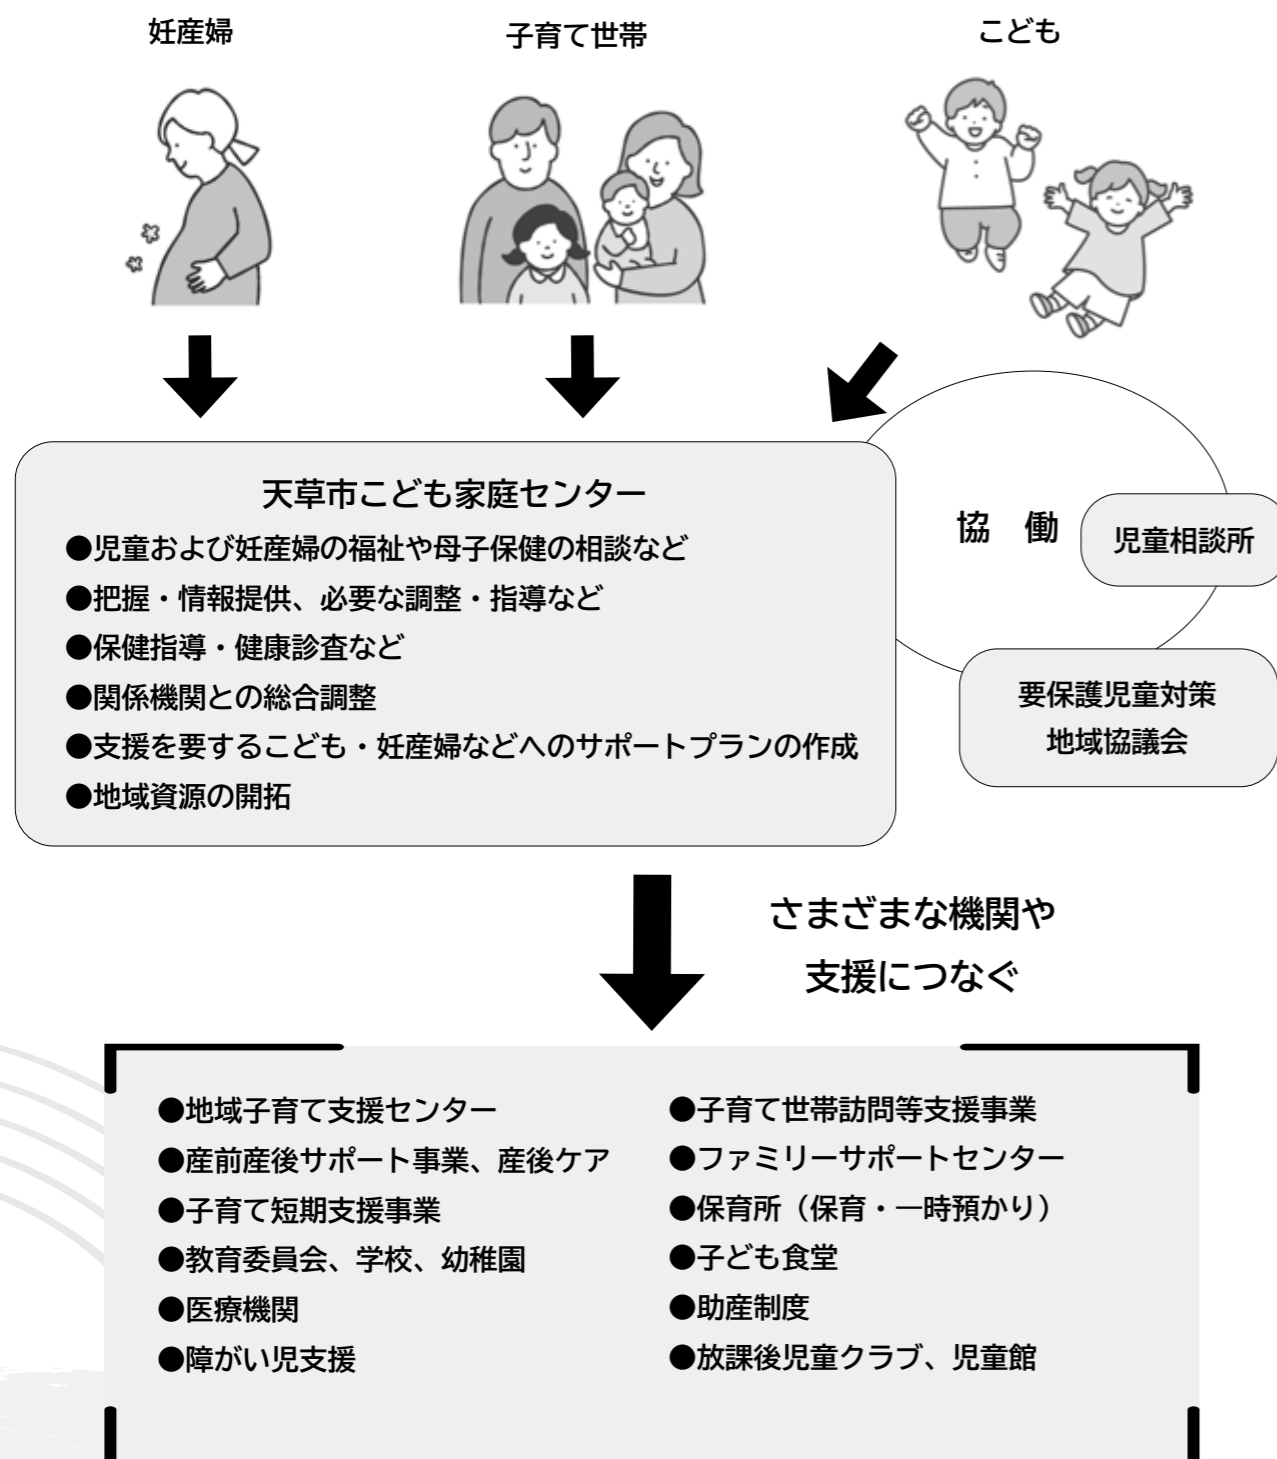 妊産婦
子育て世帯
こども
天草市こども家庭センター
●児童および妊産婦の福祉や母子保健の相談など
●把握・情報提供、必要な調整・指導など
●保健指導・健康診査など
●関係機関との総合調整
●支援を要するこども・妊産婦などへのサポートプランの作成
●地域資源の開拓
協　働
児童相談所
要保護児童対策
地域協議会
さまざまな機関や
支援につなぐ
●地域子育て支援センター
●産前産後サポート事業、産後ケア
●子育て短期支援事業
●教育委員会、学校、幼稚園
●医療機関
●障がい児支援
●子育て世帯訪問等支援事業
●ファミリーサポートセンター
●保育所（保育・一時預かり）
●子ども食堂
●助産制度
●放課後児童クラブ、児童館